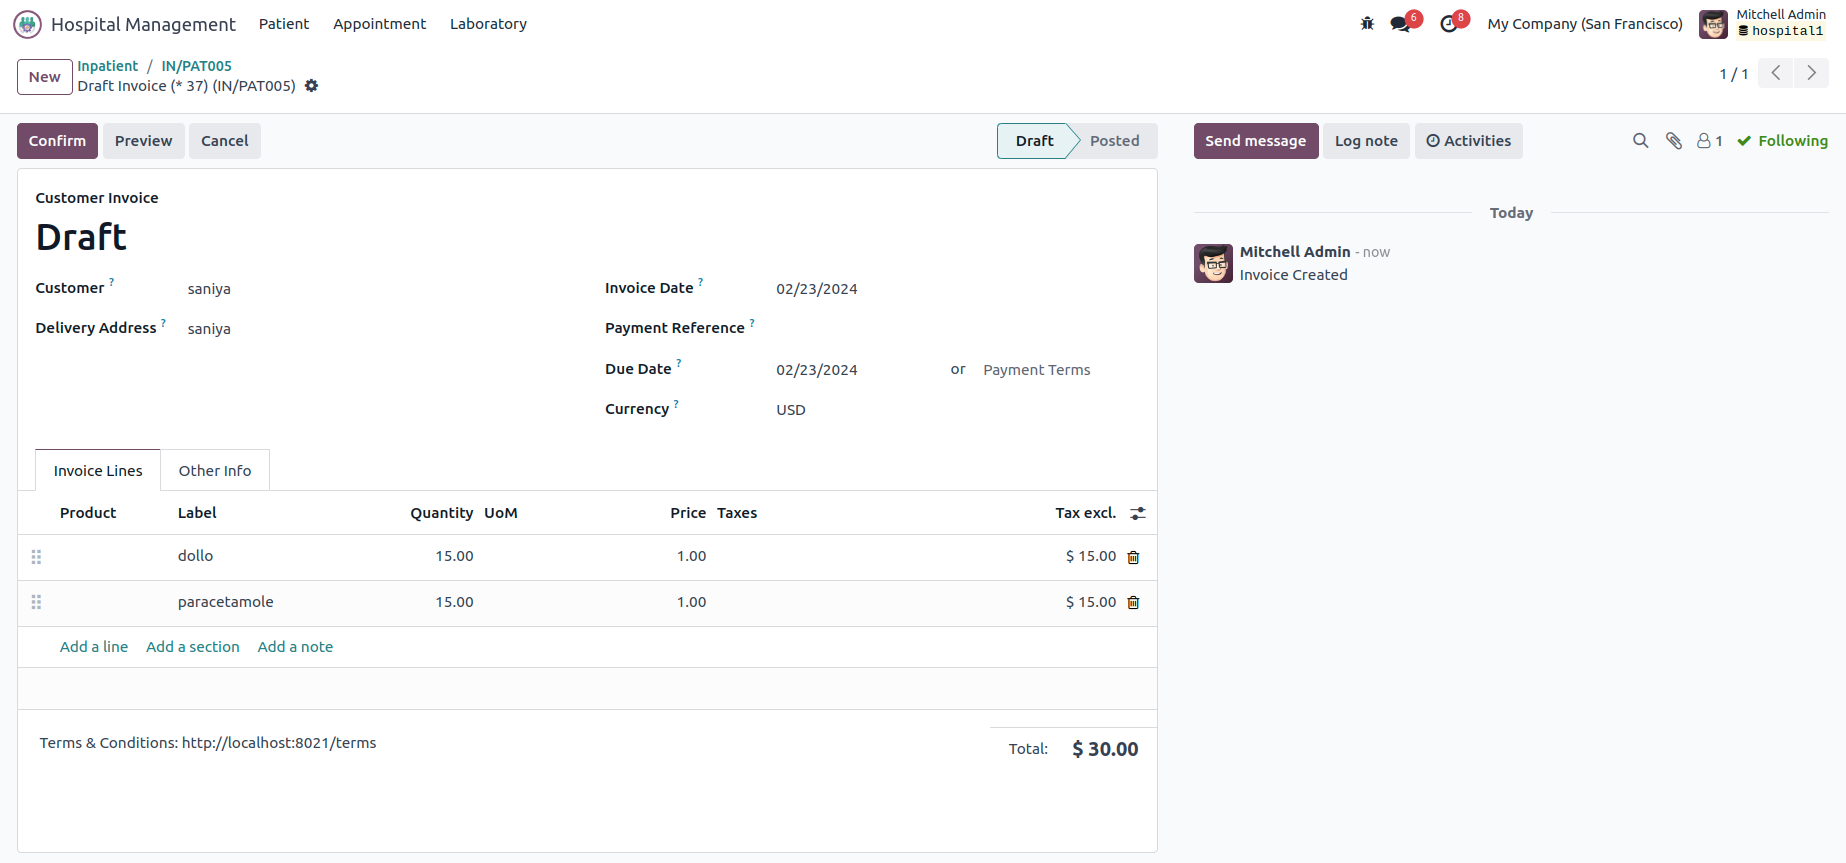 Hospital Management Patient Appointment Laboratory 6 8 My Company (San Francisco) Mitchell Admin
hospital1
New Inpatient / IN/PAT005
Draft Invoice (* 37) (IN/PAT005) 1 / 1
Confirm Preview Cancel Draft Posted Send message Log note Activities 1 Following
Customer Invoice
Draft
Customer ? saniya Invoice Date ? 02/23/2024
Delivery Address ? saniya Payment Reference ?
Due Date ? 02/23/2024 or Payment Terms
Currency ? USD
Invoice Lines Other Info
Product Label Quantity UoM Price Taxes Tax excl.
dollo 15.00 1.00 $ 15.00
paracetamole 15.00 1.00 $ 15.00
Add a line Add a section Add a note
Terms & Conditions: http://localhost:8021/terms
Total: $ 30.00
Today
Mitchell Admin - now
Invoice Created